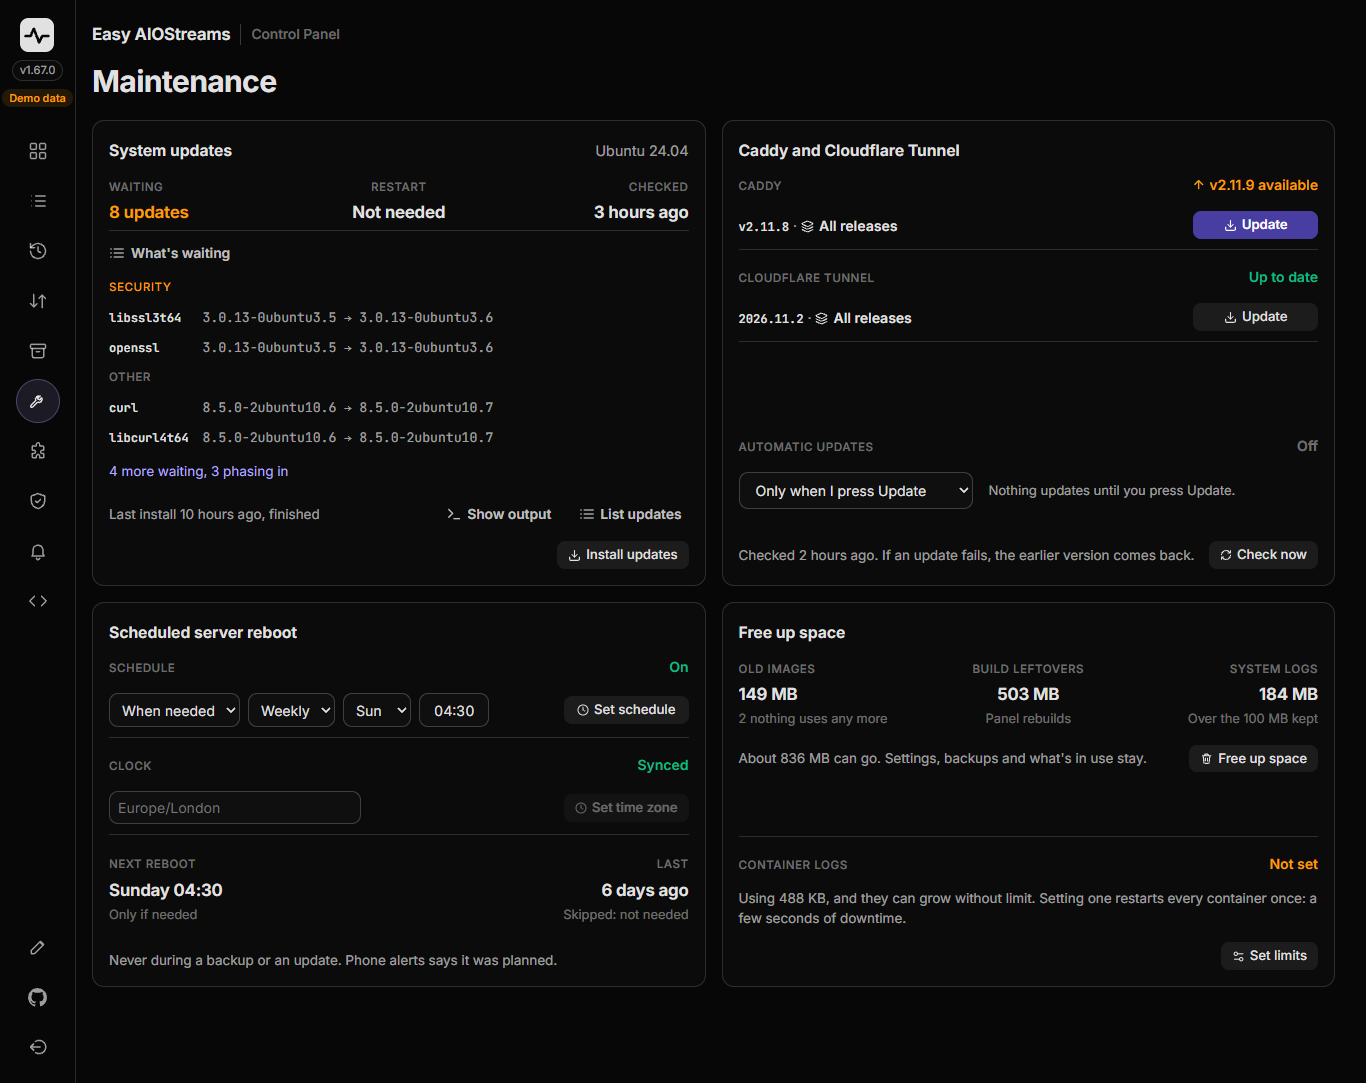 Easy AIOStreams
Control Panel
v1.67.0
Demo data
Maintenance
System updates
Ubuntu 24.04
WAITING
RESTART
CHECKED
8 updates
Not needed
3 hours ago
What's waiting
SECURITY
libssl3t64 3.0.13-0ubuntu3.5 → 3.0.13-0ubuntu3.6
openssl 3.0.13-0ubuntu3.5 → 3.0.13-0ubuntu3.6
OTHER
curl 8.5.0-2ubuntu10.6 → 8.5.0-2ubuntu10.7
libcurl4t64 8.5.0-2ubuntu10.6 → 8.5.0-2ubuntu10.7
4 more waiting, 3 phasing in
Last install 10 hours ago, finished
Show output
List updates
Install updates
Caddy and Cloudflare Tunnel
CADDY
↑ v2.11.9 available
v2.11.8 · All releases
Update
CLOUDFLARE TUNNEL
Up to date
2026.11.2 · All releases
Update
AUTOMATIC UPDATES
Off
Only when I press Update
Nothing updates until you press Update.
Checked 2 hours ago. If an update fails, the earlier version comes back.
Check now
Scheduled server reboot
SCHEDULE
On
When needed
Weekly
Sun
04:30
Set schedule
CLOCK
Synced
Europe/London
Set time zone
NEXT REBOOT
LAST
Sunday 04:30
6 days ago
Only if needed
Skipped: not needed
Never during a backup or an update. Phone alerts says it was planned.
Free up space
OLD IMAGES
BUILD LEFTOVERS
SYSTEM LOGS
149 MB
503 MB
184 MB
2 nothing uses any more
Panel rebuilds
Over the 100 MB kept
About 836 MB can go. Settings, backups and what's in use stay.
Free up space
CONTAINER LOGS
Not set
Using 488 KB, and they can grow without limit. Setting one restarts every container once: a
few seconds of downtime.
Set limits